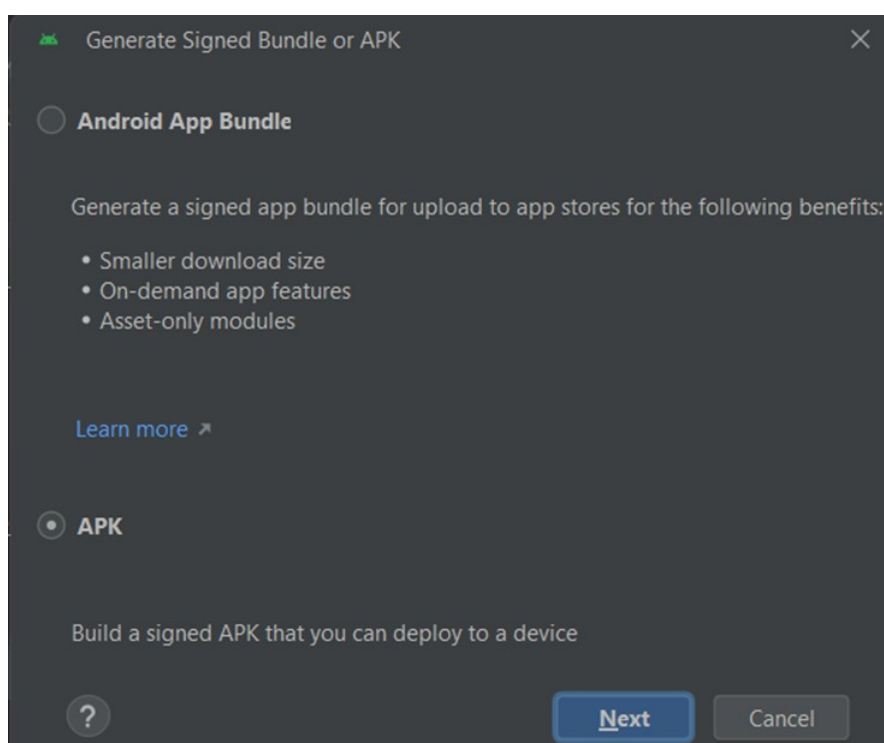 Generate Signed Bundle or APK
Android App Bundle
Generate a signed app bundle for upload to app stores for the following benefits:
• Smaller download size
• On-demand app features
• Asset-only modules
Learn more ↗
APK
Build a signed APK that you can deploy to a device
?
Next
Cancel